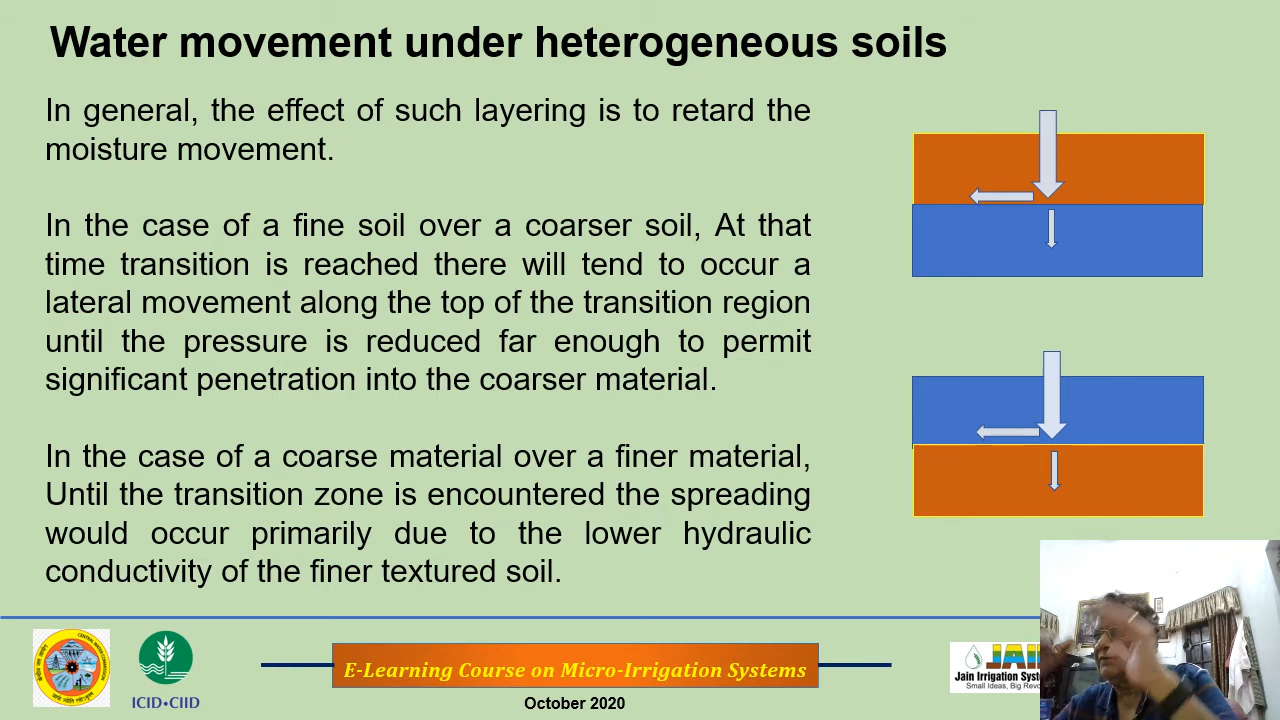 Water movement under heterogeneous soils
In general, the effect of such layering is to retard the
moisture movement.
In the case of a fine soil over a coarser soil, At that
time transition is reached there will tend to occur a
lateral movement along the top of the transition region
until the pressure is reduced far enough to permit
significant penetration into the coarser material.
In the case of a coarse material over a finer material,
Until the transition zone is encountered the spreading
would occur primarily due to the lower hydraulic
conductivity of the finer textured soil.
ICID•CIID
E-Learning Course on Micro-Irrigation Systems
October 2020
JAI
Jain Irrigation Syst
Small Ideas, Big Revo